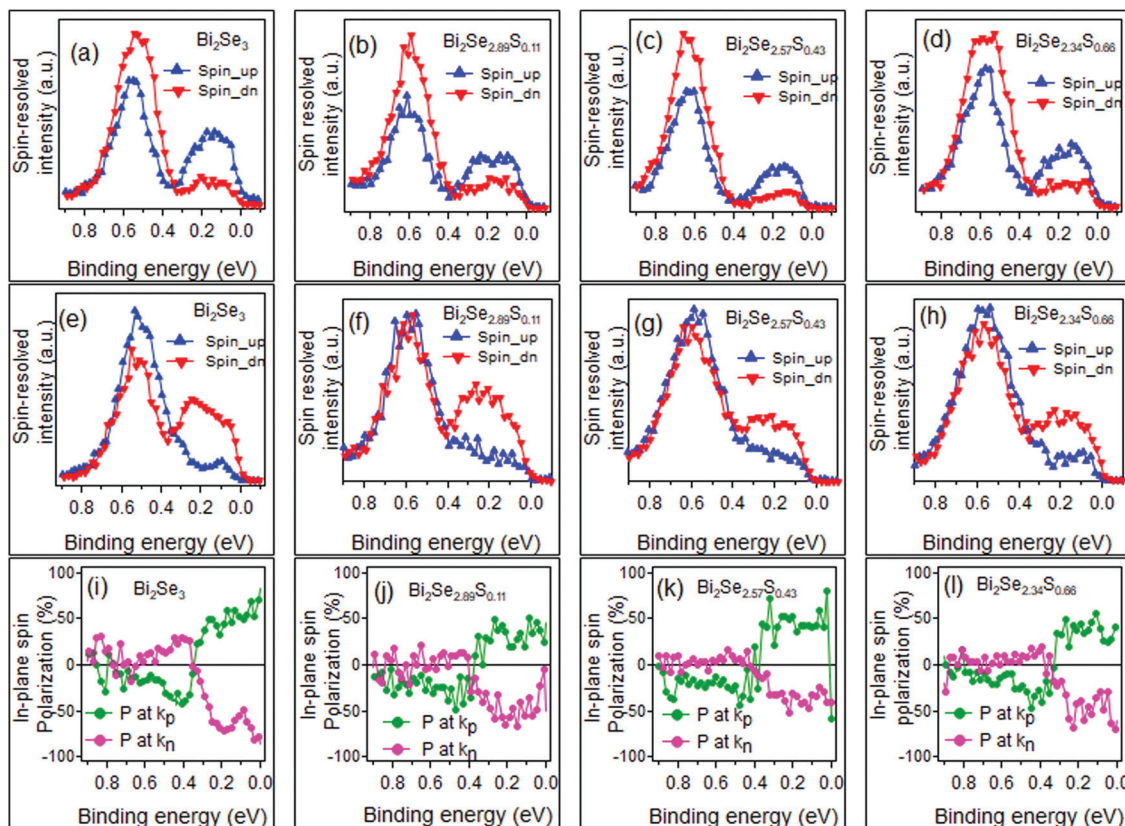 (a) Bi₂Se₃
Spin_up
Spin_dn
Spin-resolved
intensity (a.u.)
0.8 0.6 0.4 0.2 0.0
Binding energy (eV)
(b) Bi₂Se₂.₈₉S₀.₁₁
Spin_up
Spin_dn
Spin resolved
intensity (a.u.)
0.8 0.6 0.4 0.2 0.0
Binding energy (eV)
(c) Bi₂Se₂.₅₇S₀.₄₃
Spin_up
Spin_dn
Spin-resolved
intensity (a.u.)
0.8 0.6 0.4 0.2 0.0
Binding energy (eV)
(d) Bi₂Se₂.₃₄S₀.₆₆
Spin_up
Spin_dn
Spin-resolved
intensity (a.u.)
0.8 0.6 0.4 0.2 0.0
Binding energy (eV)
(e) Bi₂Se₃
Spin_up
Spin_dn
Spin-resolved
intensity (a.u.)
0.8 0.6 0.4 0.2 0.0
Binding energy (eV)
(f) Bi₂Se₂.₈₉S₀.₁₁
Spin_up
Spin_dn
Spin resolved
intensity (a.u.)
0.8 0.6 0.4 0.2 0.0
Binding energy (eV)
(g) Bi₂Se₂.₅₇S₀.₄₃
Spin_up
Spin_dn
Spin-resolved
intensity (a.u.)
0.8 0.6 0.4 0.2 0.0
Binding energy (eV)
(h) Bi₂Se₂.₃₄S₀.₆₆
Spin_up
Spin_dn
Spin-resolved
intensity (a.u.)
0.8 0.6 0.4 0.2 0.0
Binding energy (eV)
(i) Bi₂Se₃
In-plane spin
Polarization (%)
100
50
0
-50
-100
P at kp
P at kn
0.8 0.6 0.4 0.2 0.0
Binding energy (eV)
(j) Bi₂Se₂.₈₉S₀.₁₁
In-plane spin
Polarization (%)
100
50
0
-50
-100
P at kp
P at kn
0.8 0.6 0.4 0.2 0.0
Binding energy (eV)
(k) Bi₂Se₂.₅₇S₀.₄₃
In-plane spin
Polarization (%)
100
50
0
-50
-100
P at kp
P at kn
0.8 0.6 0.4 0.2 0.0
Binding energy (eV)
(l) Bi₂Se₂.₃₄S₀.₆₆
In-plane spin
polarization (%)
100
50
0
-50
-100
P at kp
P at kn
0.8 0.6 0.4 0.2 0.0
Binding energy (eV)